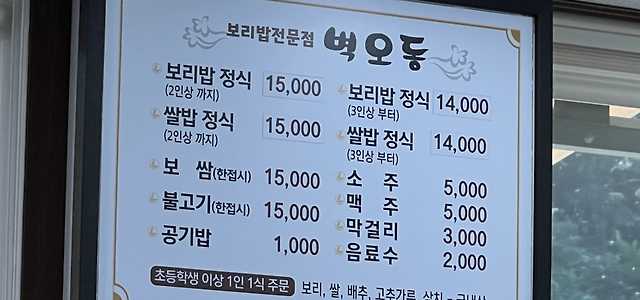 보리밥전문점 벽오동
보리밥 정식 15,000
(2인상 까지)
쌀밥 정식 15,000
(2인상 까지)
보 쌈(한접시) 15,000
불고기(한접시) 15,000
공기밥 1,000
보리밥 정식 14,000
(3인상 부터)
쌀밥 정식 14,000
(3인상 부터)
소 주 5,000
맥 주 5,000
막걸리 3,000
음료수 2,000
초등학생 이상 1인 1식 주문
보리, 쌀, 배추, 고추가루, 삼치 - 국내산